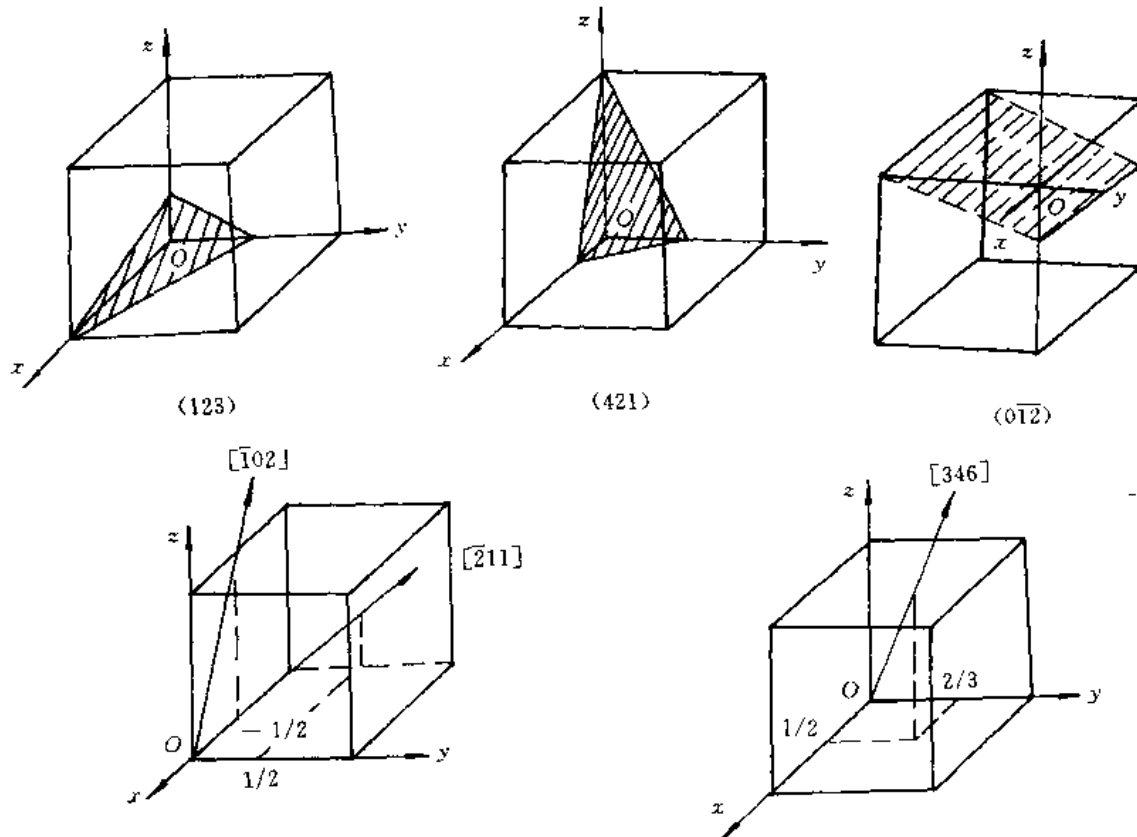 z
y
O
x
(123)
z
O
y
x
(421)
z
O
y
x
(01̅2̅)
[1̅02]
z
[2̅11]
O
- 1/2
1/2
y
x
[346]
z
O
2/3
1/2
y
x